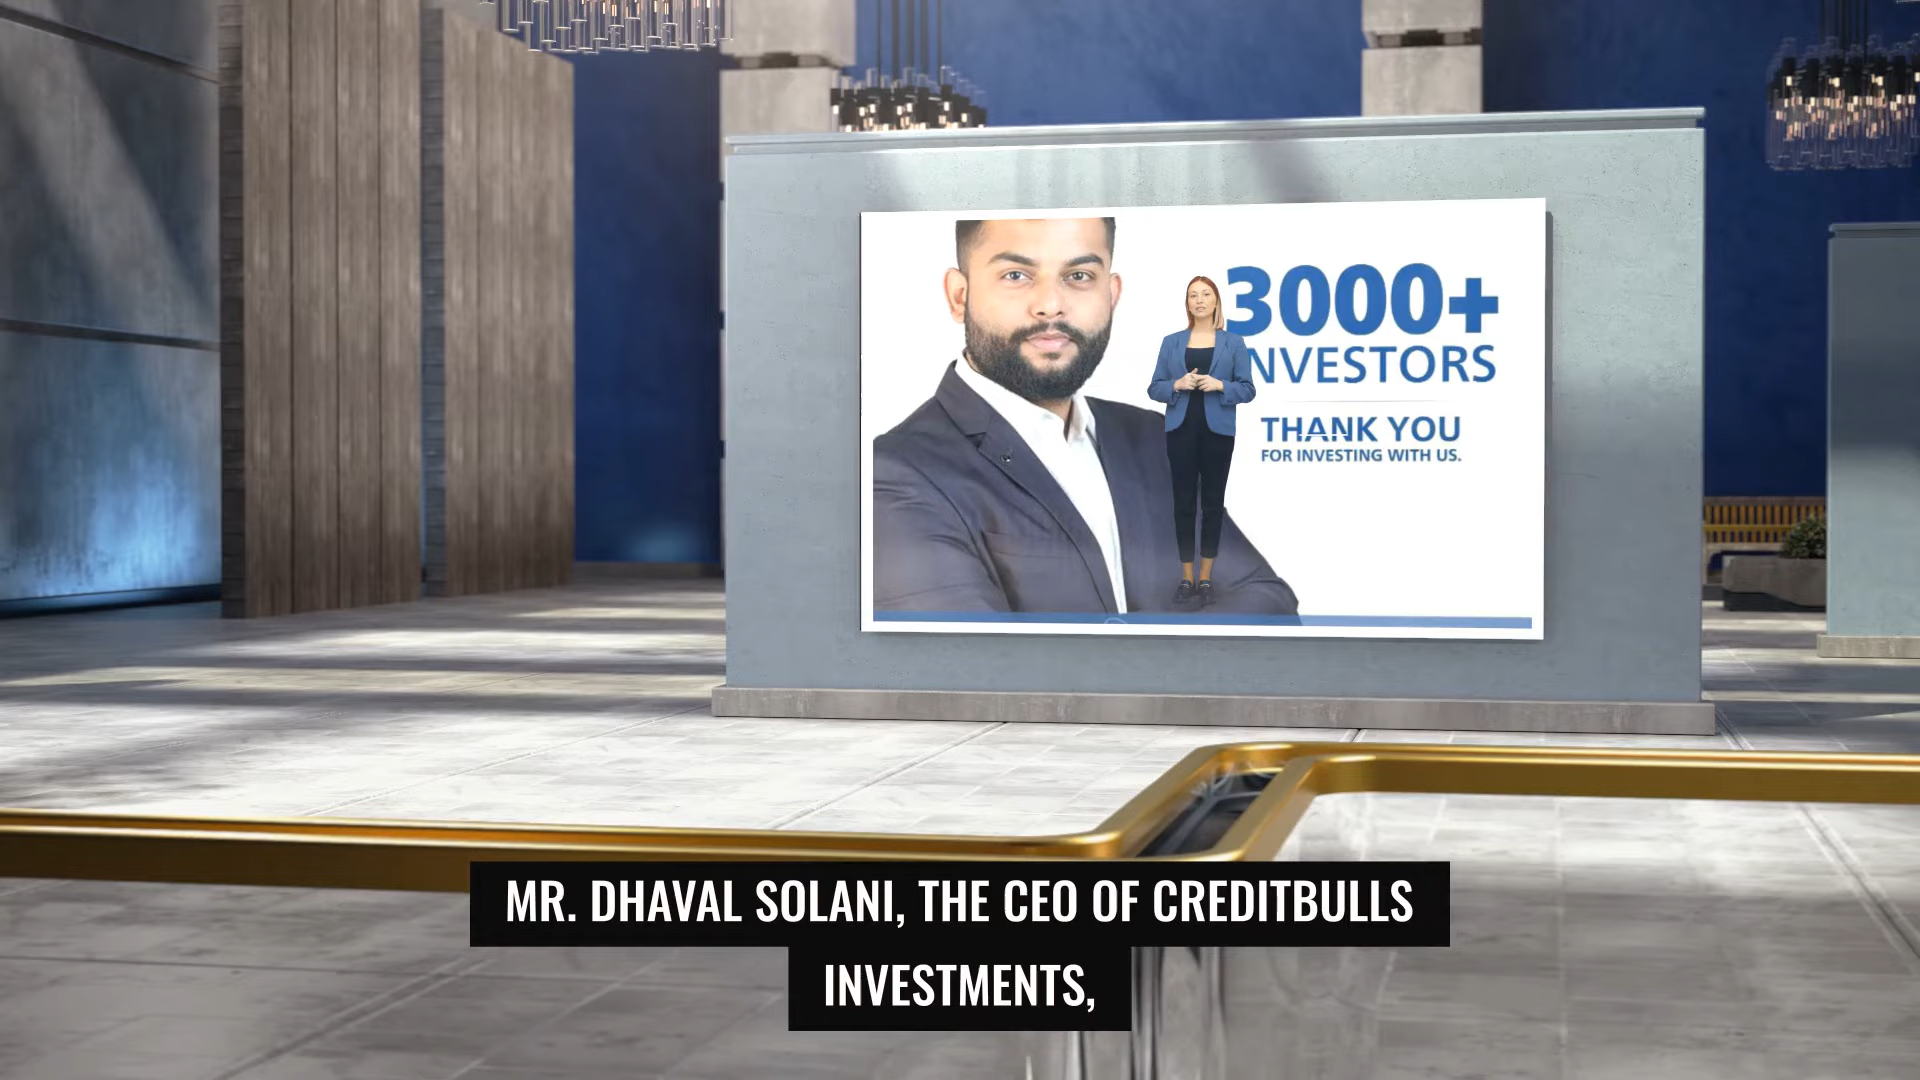 3000+
NVESTORS
THANK YOU
FOR INVESTING WITH US.
MR. DHAVAL SOLANI, THE CEO OF CREDITBULLS
INVESTMENTS,